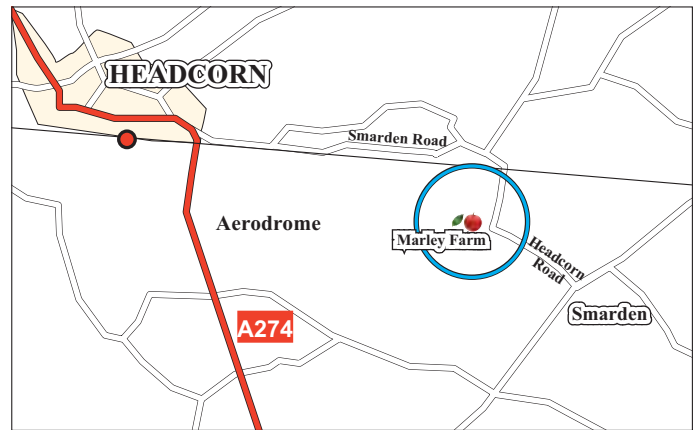 HEADCORN
Smarden Road
Aerodrome
Marley Farm
Headcorn
Road
Smarden
A274